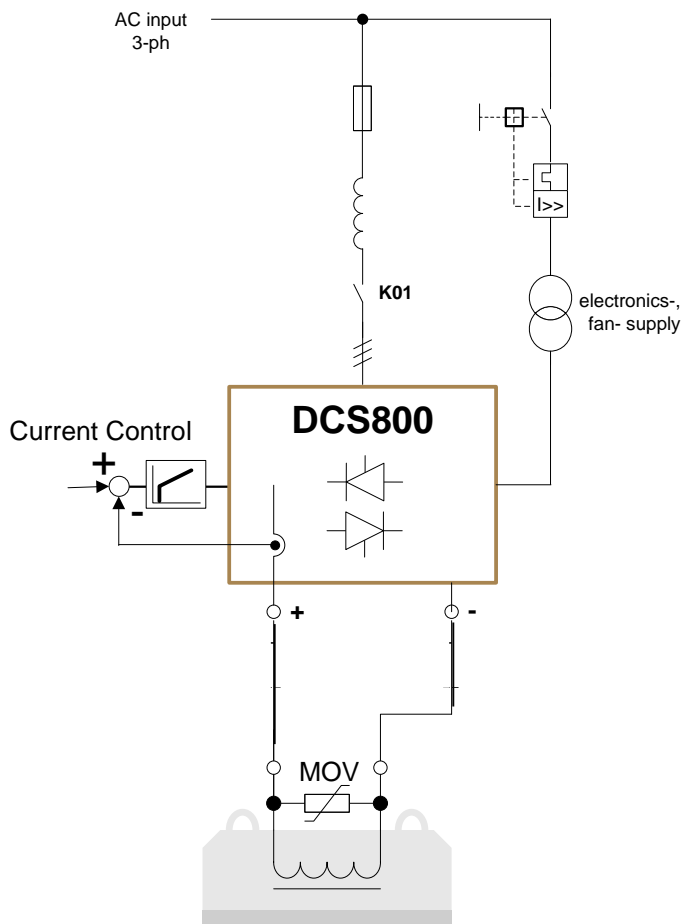 AC input
3-ph
I>>
K01
electronics-,
fan- supply
DCS800
Current Control
+
-
+
-
MOV